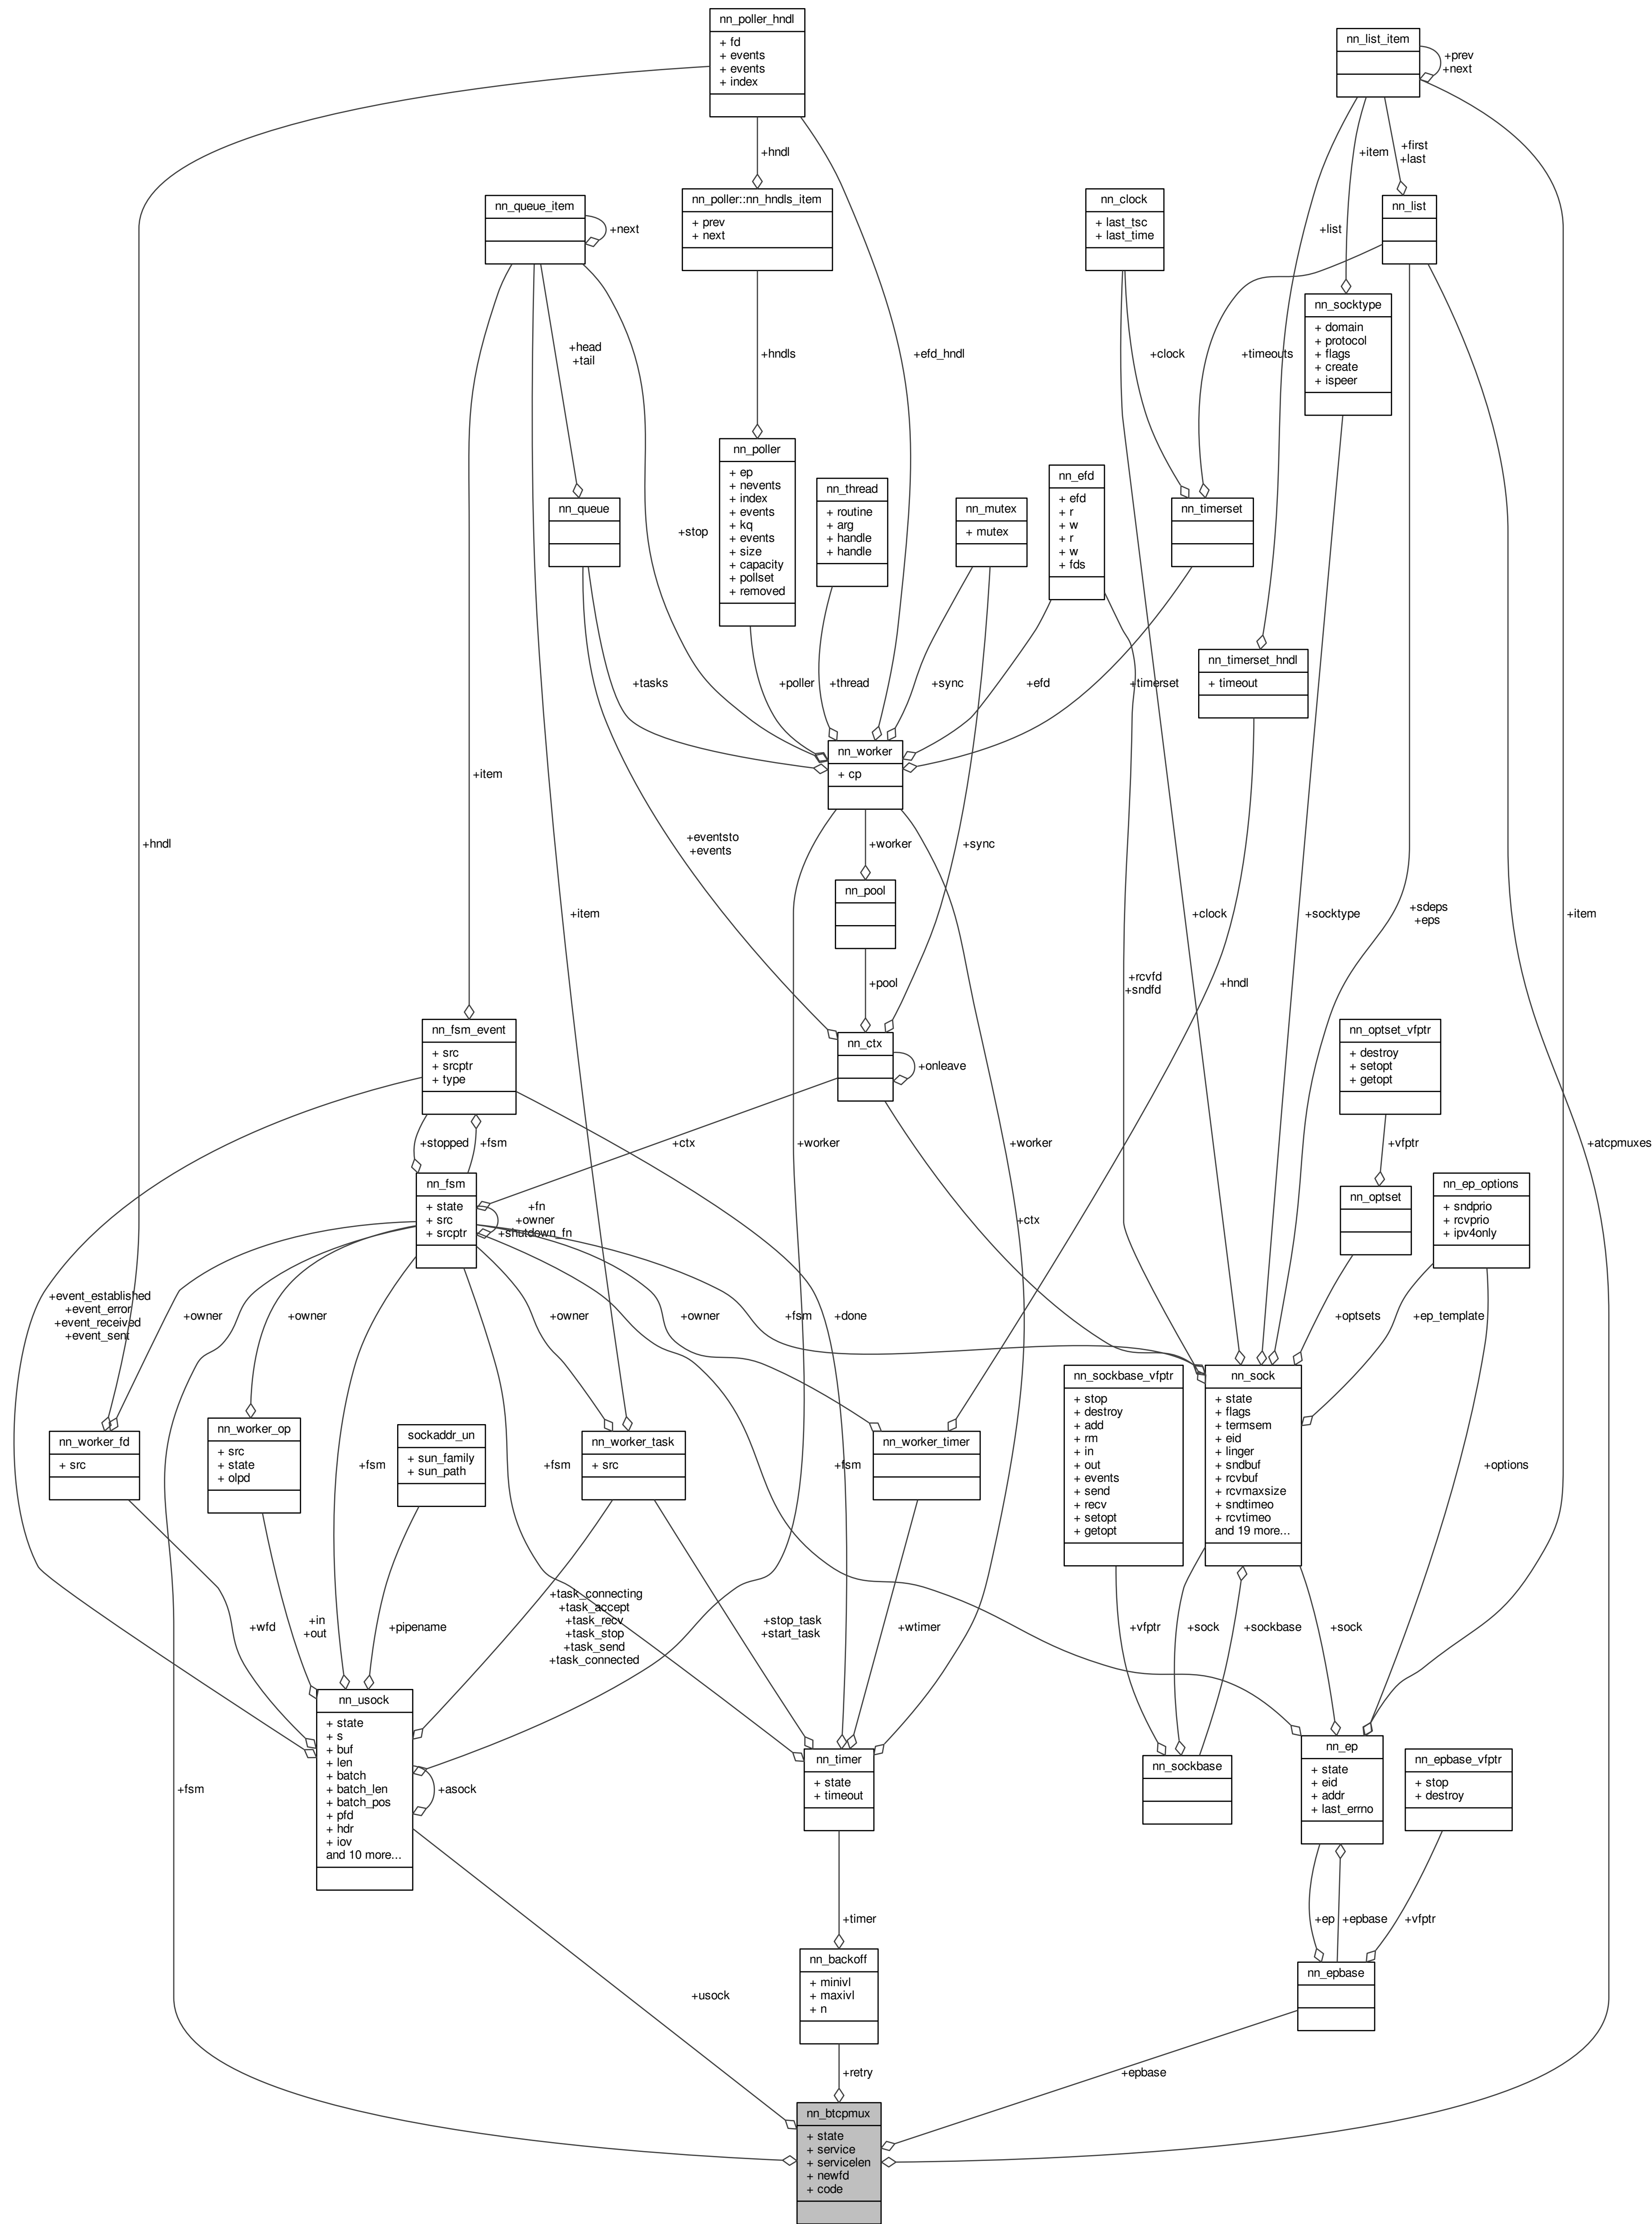 nn_poller_hndl
+ fd
+ events
+ events
+ index
nn_list_item
+prev
+next
+hndl
+item
+first
+last
nn_queue_item
+next
nn_poller::nn_hndls_item
+ prev
+ next
nn_clock
+ last_tsc
+ last_time
+list
nn_list
nn_socktype
+ domain
+ protocol
+ flags
+ create
+ ispeer
+head
+tail
+hndls
+efd_hndl
+clock
+timeouts
nn_queue
+stop
nn_poller
+ ep
+ nevents
+ index
+ events
+ kq
+ events
+ size
+ capacity
+ pollset
+ removed
nn_thread
+ routine
+ arg
+ handle
+ handle
nn_mutex
+ mutex
nn_efd
+ efd
+ r
+ w
+ r
+ w
+ fds
nn_timerset
nn_timerset_hndl
+ timeout
+tasks
+poller
+thread
+sync
+efd
+timerset
nn_worker
+ cp
+item
+hndl
+eventsto
+events
+worker
+sync
nn_pool
+item
+clock
+socktype
+sdeps
+eps
+item
+pool
+rcvfd
+sndfd
+hndl
nn_fsm_event
+ src
+ srcptr
+ type
nn_ctx
+onleave
nn_optset_vfptr
+ destroy
+ setopt
+ getopt
+stopped
+fsm
+ctx
+worker
+worker
+vfptr
+atcpmuxes
nn_fsm
+ state
+ src
+ srcptr
+fn
+owner
+shutdown_fn
+ctx
nn_optset
nn_ep_options
+ sndprio
+ rcvprio
+ ipv4only
+event_established
+event_error
+event_received
+event_sent
+owner
+owner
+owner
+owner
+fsm
+done
+optsets
+ep_template
nn_worker_fd
+ src
nn_worker_op
+ src
+ state
+ olpd
sockaddr_un
+ sun_family
+ sun_path
+fsm
+fsm
nn_worker_task
+ src
+fsm
nn_worker_timer
nn_sockbase_vfptr
+ stop
+ destroy
+ add
+ rm
+ in
+ out
+ events
+ send
+ recv
+ setopt
+ getopt
nn_sock
+ state
+ flags
+ termsem
+ eid
+ linger
+ sndbuf
+ rcvbuf
+ rcvmaxsize
+ sndtimeo
+ rcvtimeo
and 19 more...
+options
+wfd
+in
+out
+pipename
+task_connecting
+task_accept
+task_recv
+task_stop
+task_send
+task_connected
+stop_task
+start_task
+wtimer
+vfptr
+sock
+sockbase
+sock
nn_usock
+ state
+ s
+ buf
+ len
+ batch
+ batch_len
+ batch_pos
+ pfd
+ hdr
+ iov
and 10 more...
+fsm
+asock
nn_timer
+ state
+ timeout
nn_sockbase
nn_ep
+ state
+ eid
+ addr
+ last_errno
nn_epbase_vfptr
+ stop
+ destroy
+timer
+ep
+epbase
+vfptr
nn_backoff
+ minivl
+ maxivl
+ n
nn_epbase
+usock
+retry
+epbase
nn_btcpmux
+ state
+ service
+ servicelen
+ newfd
+ code